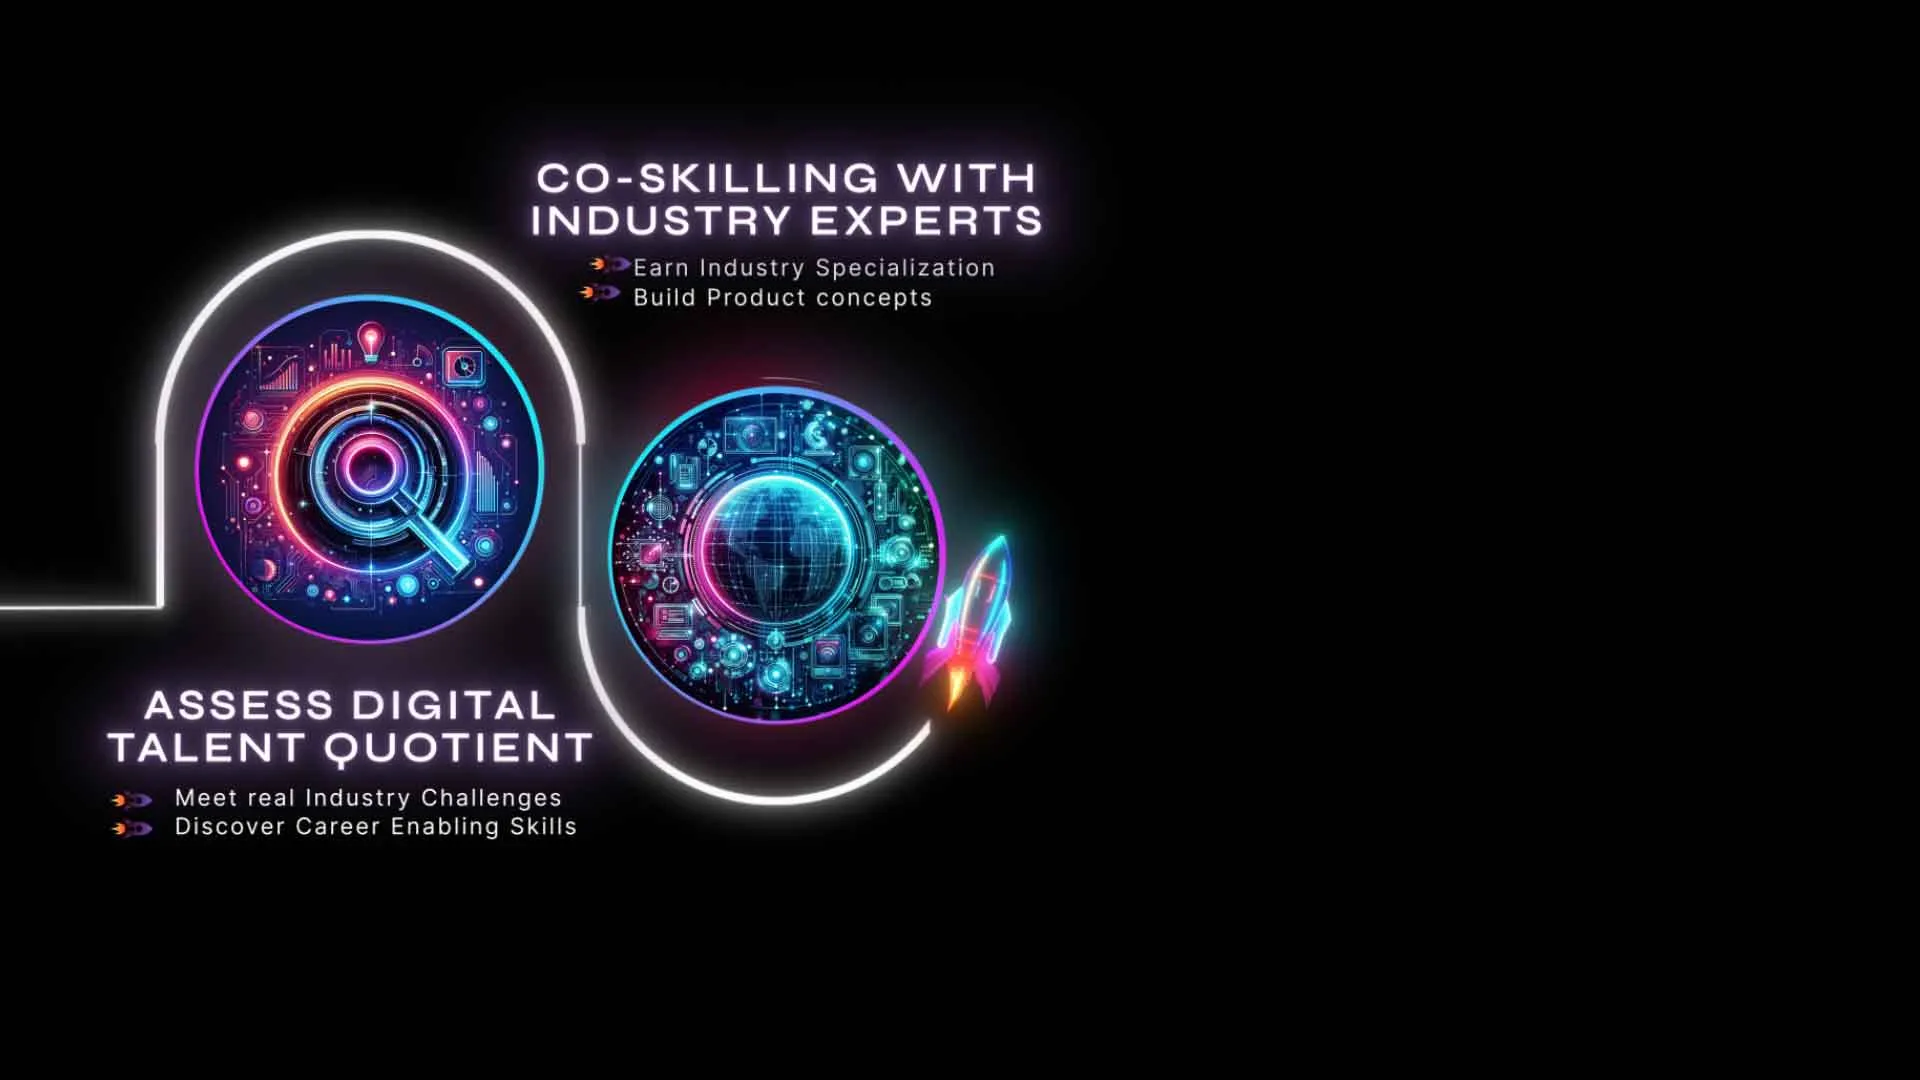 CO-SKILLING WITH
INDUSTRY EXPERTS
Earn Industry Specialization
Build Product concepts
ASSESS DIGITAL
TALENT QUOTIENT
Meet real Industry Challenges
Discover Career Enabling Skills